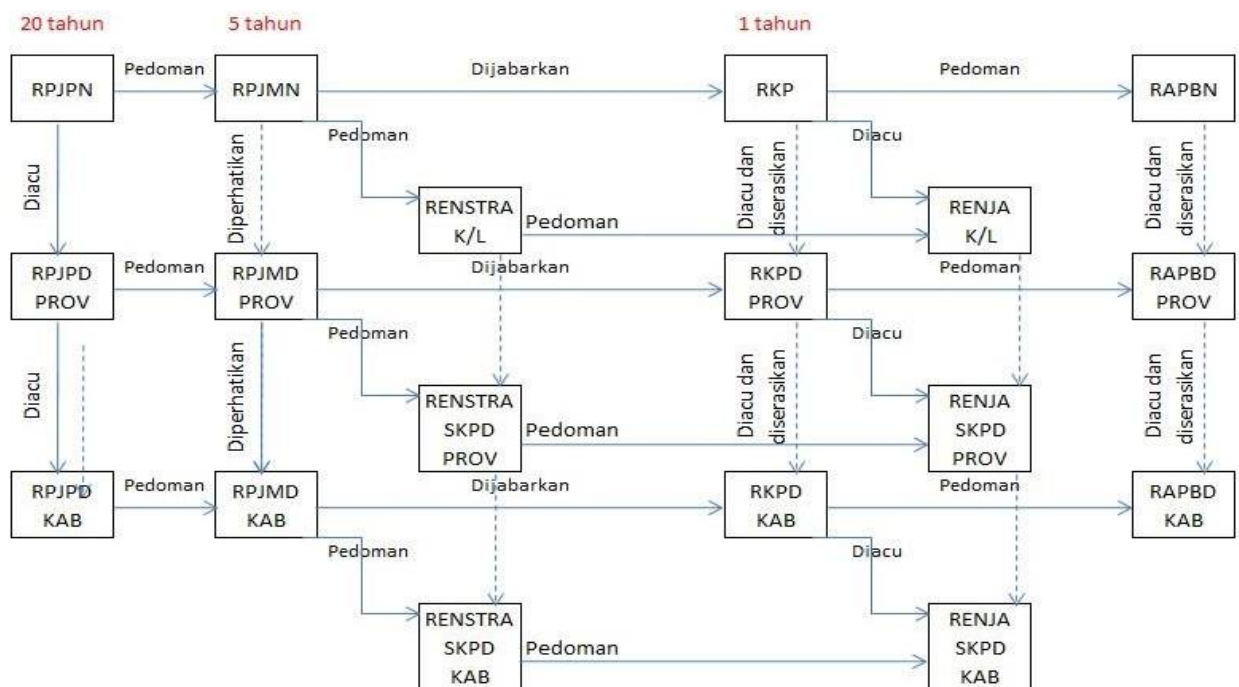 20 tahun
5 tahun
1 tahun
RPJPN
Pedoman
RPJMN
Dijabarkan
RKP
Pedoman
RAPBN
Diacu
Diperhatikan
Pedoman
Diacu dan
diserasikan
Diacu
Diacu dan
diserasikan
RENSTRA
K/L
Pedoman
RENJA
K/L
RPJPD
PROV
Pedoman
RPJMD
PROV
Dijabarkan
RKPD
PROV
Pedoman
RAPBD
PROV
Diacu
Diperhatikan
Pedoman
Diacu dan
diserasikan
Diacu
Diacu dan
diserasikan
RENSTRA
SKPD
PROV
Pedoman
RENJA
SKPD
PROV
RPJPD
KAB
Pedoman
RPJMD
KAB
Dijabarkan
RKPD
KAB
Pedoman
RAPBD
KAB
Pedoman
Diacu
RENSTRA
SKPD
KAB
Pedoman
RENJA
SKPD
KAB